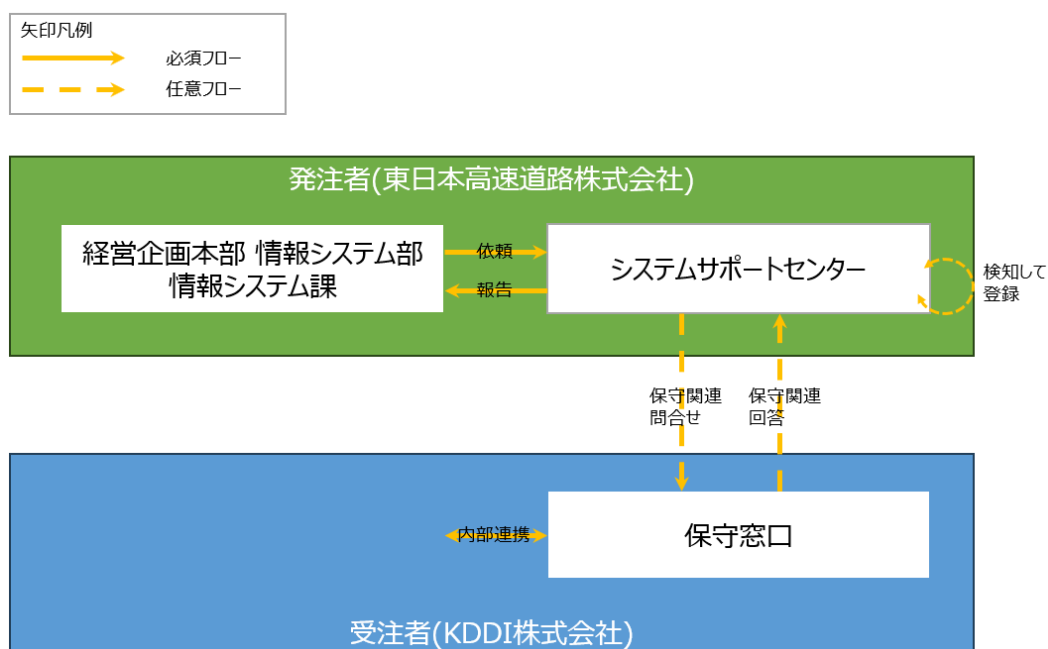 矢印凡例
必須フロー
任意フロー
発注者(東日本高速道路株式会社)
経営企画本部 情報システム部
情報システム課
依頼
報告
システムサポートセンター
検知して
登録
保守関連
問合せ
保守関連
回答
内部連携
保守窓口
受注者(KDDI株式会社)